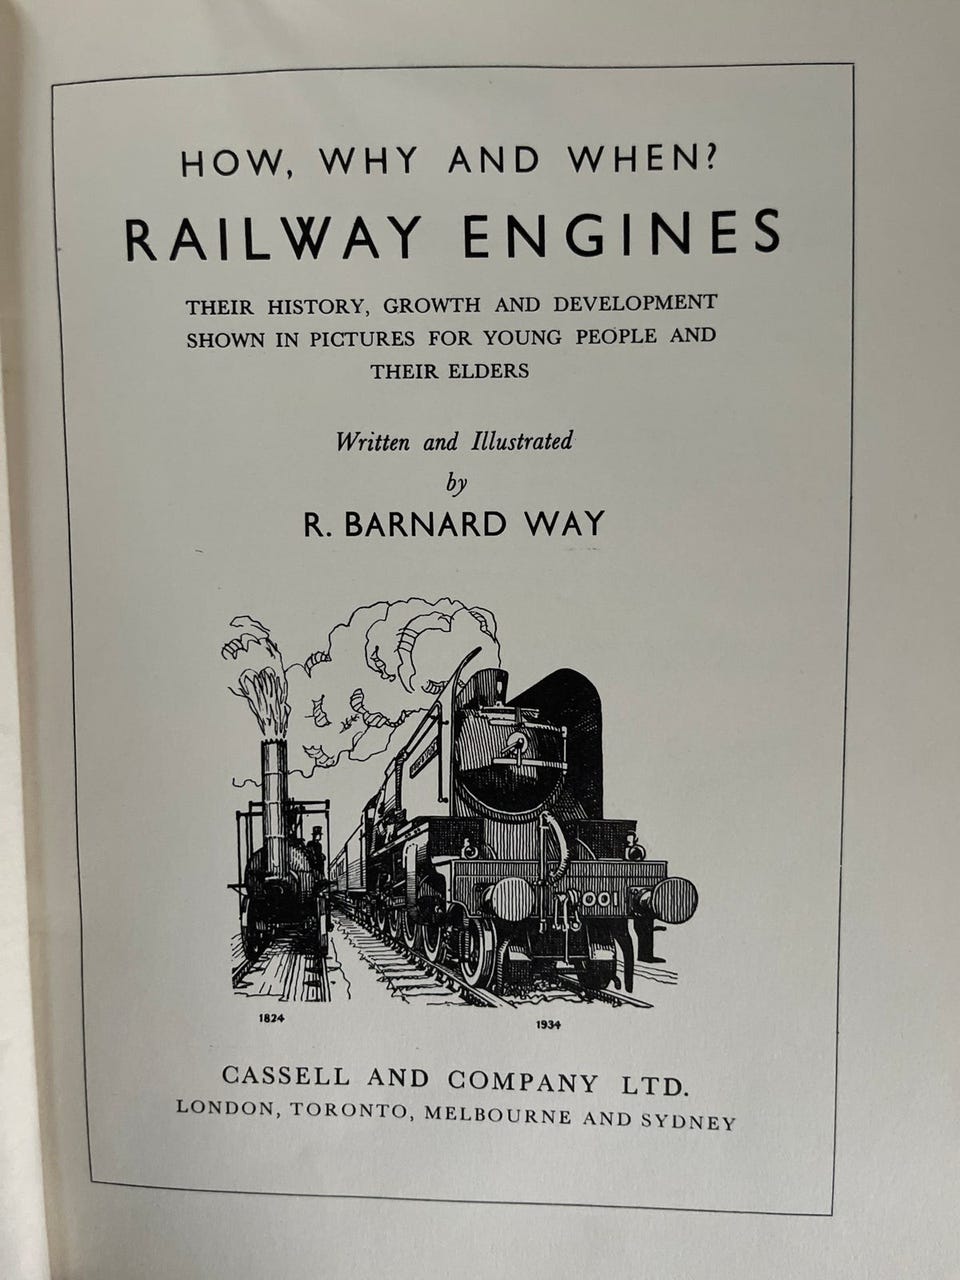 HOW, WHY AND WHEN?
RAILWAY ENGINES
THEIR HISTORY, GROWTH AND DEVELOPMENT
SHOWN IN PICTURES FOR YOUNG PEOPLE AND
THEIR ELDERS
Written and Illustrated
by
R. BARNARD WAY
001
1824
1934
CASSELL AND COMPANY LTD.
LONDON, TORONTO, MELBOURNE AND SYDNEY